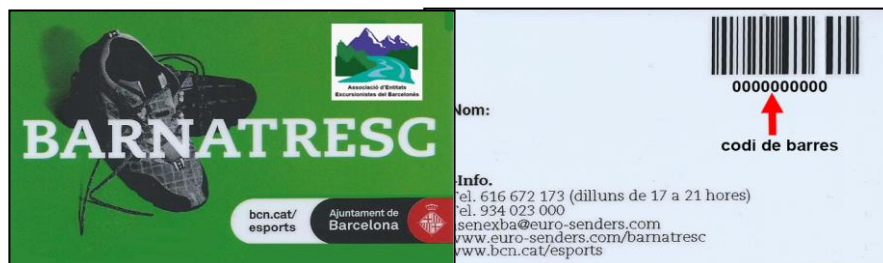 Associació d'Entitats
Excursionistes del Barcelonès
BARNATRESC
bcn.cat/
esports
Ajuntament de
Barcelona
0000000000
codi de barres
Nom:
Info.
Tel. 616 672 173 (dilluns de 17 a 21 hores)
Tel. 934 023 000
senexba@euro-senders.com
www.euro-senders.com/barnatresc
www.bcn.cat/esports